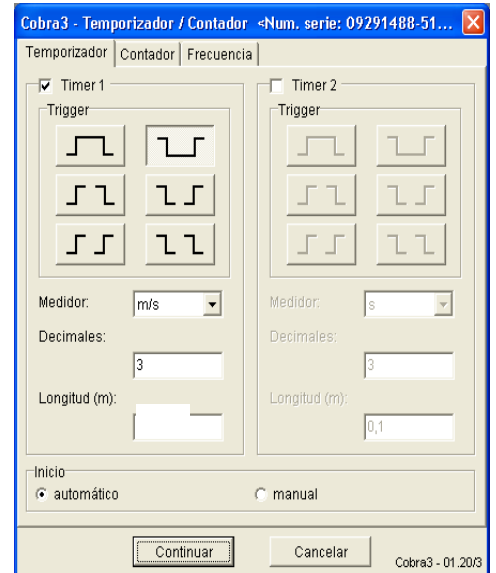 Cobra3 - Temporizador / Contador <Num. serie: 09291488-51...
Temporizador Contador Frecuencia
Timer 1 Timer 2
Trigger Trigger
Medidor: m/s Medidor: s
Decimales: Decimales:
3 3
Longitud (m): Longitud (m):
0,1
Inicio
automático manual
Continuar Cancelar Cobra3 - 01.20/3